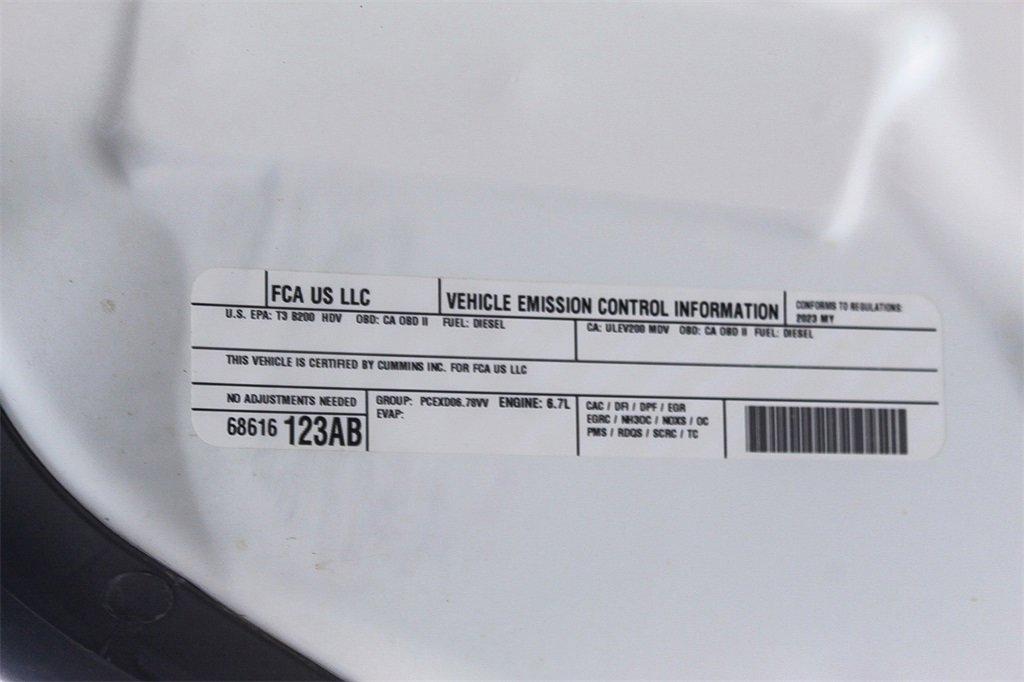 FCA US LLC
VEHICLE EMISSION CONTROL INFORMATION
CONFORMS TO REGULATIONS:
2023 MY
U.S. EPA: T3 B200 HDV OBD: CA OBD II FUEL: DIESEL
CA: ULEV200 MDV OBD: CA OBD II FUEL: DIESEL
THIS VEHICLE IS CERTIFIED BY CUMMINS INC. FOR FCA US LLC
NO ADJUSTMENTS NEEDED
68616 123AB
GROUP: PCEXD06.78VV ENGINE: 6.7L
EVAP:
CAC / DFI / DPF / EGR
EGRC / NH3OC / NOXS / OC
PMS / RDQS / SCRC / TC